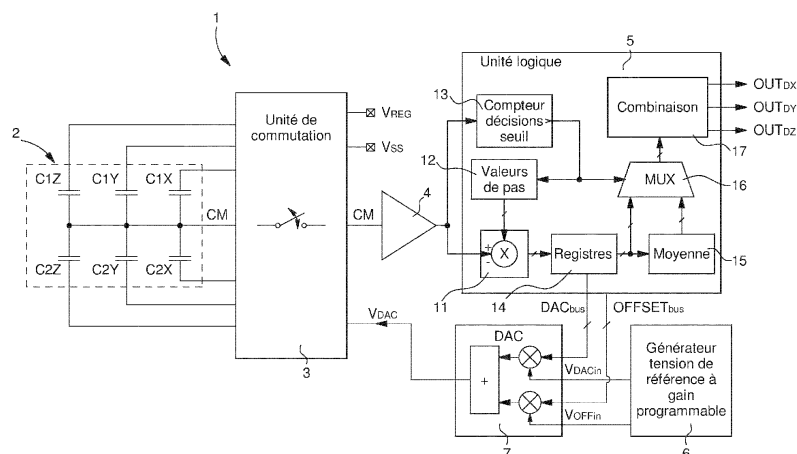 1
5
Unité logique
OUTDX
OUTDY
OUTDZ
Combinaison
17
13
Compteur
décisions
seuil
Unité de
commutation
VREG
VSS
2
C1Z
C1Y
C1X
12
Valeurs
de pas
MUX
16
4
CM
CM
C2Z
C2Y
C2X
+
-
X
11
Registres
14
Moyenne
15
DACbus
OFFSETbus
VDAC
3
DAC
+
VDACin
VOFFin
7
Générateur
tension de
référence à
gain
programmable
6